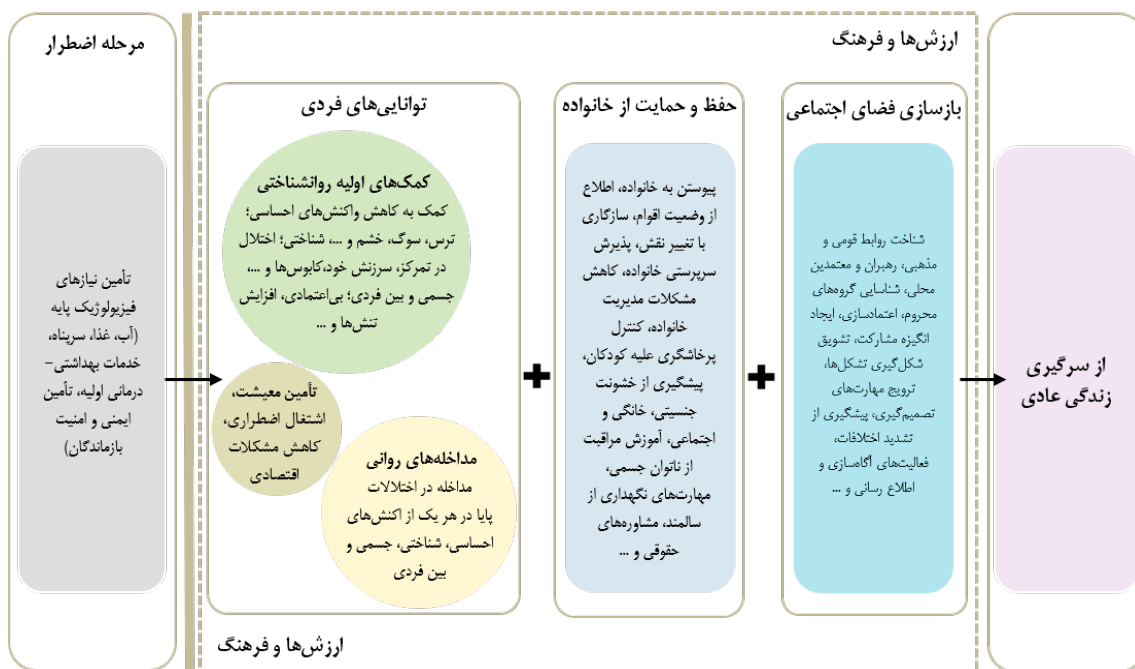 مرحله اضطرار
تأمین نیازهای
فیزیولوژیک پایه
(آب، غذا، سرپناه،
خدمات بهداشتی-
درمانی اولیه، تأمین
ایمنی و امنیت
بازماندگان)
ارزش‌ها و فرهنگ
توانایی‌های فردی
کمک‌های اولیه روانشناختی
کمک به کاهش واکنش‌های احساسی؛
ترس، سوگ، خشم و ...، شناختی؛ اختلال
در تمرکز، سرزنش خود،کابوس‌ها و ...،
جسمی و بین فردی؛ بی‌اعتمادی، افزایش
تنش‌ها و ...
تأمین معیشت،
اشتغال اضطراری،
کاهش مشکلات
اقتصادی
مداخله‌های روانی
مداخله در اختلالات
پایا در هر یک از اکنش‌های
احساسی، شناختی، جسمی و
بین فردی
+
حفظ و حمایت از خانواده
پیوستن به خانواده، اطلاع
از وضعیت اقوام، سازگاری
با تغییر نقش، پذیرش
سرپرستی خانواده، کاهش
مشکلات مدیریت
خانواده، کنترل
پرخاشگری علیه کودکان،
پیشگیری از خشونت
جنسیتی، خانگی و
اجتماعی، آموزش مراقبت
از ناتوان جسمی،
مهارت‌های نگهداری از
سالمند، مشاوره‌های
حقوقی و ...
+
بازسازی فضای اجتماعی
شناخت روابط قومی و
مذهبی، رهبران و معتمدین
محلی، شناسایی گروه‌های
محروم، اعتمادسازی، ایجاد
انگیزه مشارکت، تشویق
شکل‌گیری تشکل‌ها،
ترویج مهارت‌های
تصمیم‌گیری، پیشگیری از
تشدید اختلافات،
فعالیت‌های آگاه‌سازی و
اطلاع رسانی و ...
ارزش‌ها و فرهنگ
از سرگیری
زندگی عادی